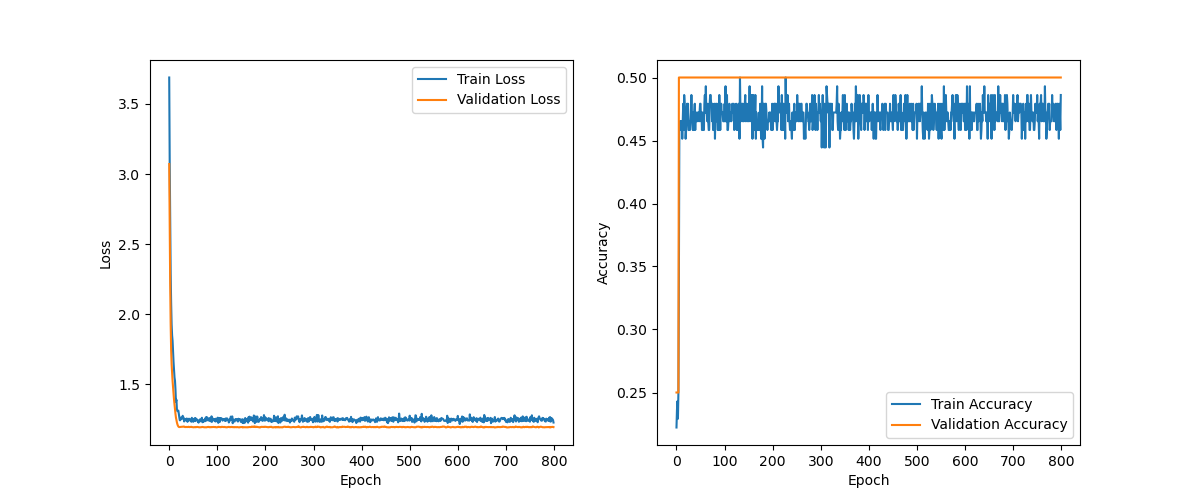 Train Loss
Validation Loss
3.5
3.0
2.5
2.0
1.5
Loss
0 100 200 300 400 500 600 700 800
Epoch
0.50
0.45
0.40
0.35
0.30
0.25
Accuracy
Train Accuracy
Validation Accuracy
0 100 200 300 400 500 600 700 800
Epoch